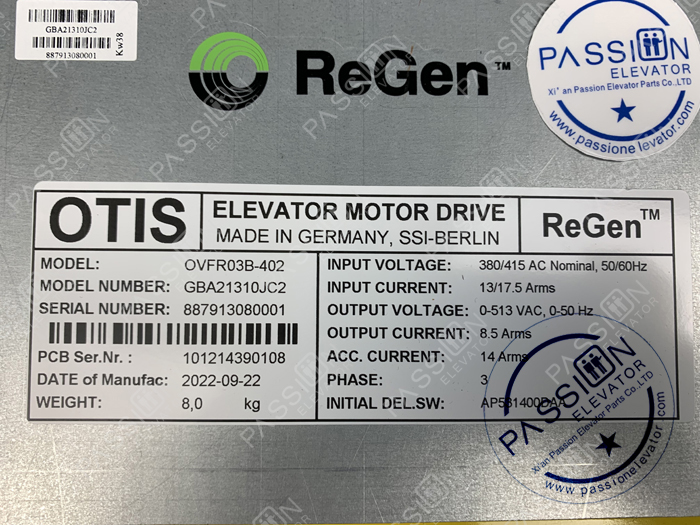 GBA21310JC2
887913080001
Kw38
ReGen™
PASSION
ELEVATOR
Xi'an Passion Elevator Parts Co.,LTD
www.passionelevator.com
OTIS
ELEVATOR MOTOR DRIVE
MADE IN GERMANY, SSI-BERLIN
ReGen™
MODEL: OVFR03B-402
MODEL NUMBER: GBA21310JC2
SERIAL NUMBER: 887913080001
PCB Ser.Nr.: 101214390108
DATE of Manufac: 2022-09-22
WEIGHT: 8,0 kg
INPUT VOLTAGE: 380/415 AC Nominal, 50/60Hz
INPUT CURRENT: 13/17.5 Arms
OUTPUT VOLTAGE: 0-513 VAC, 0-50 Hz
OUTPUT CURRENT: 8.5 Arms
ACC. CURRENT: 14 Arms
PHASE: 3
INITIAL DEL.SW:
PASSION
ELEVATOR
Xi'an Passion Elevator Parts Co.,LTD
www.passionelevator.com